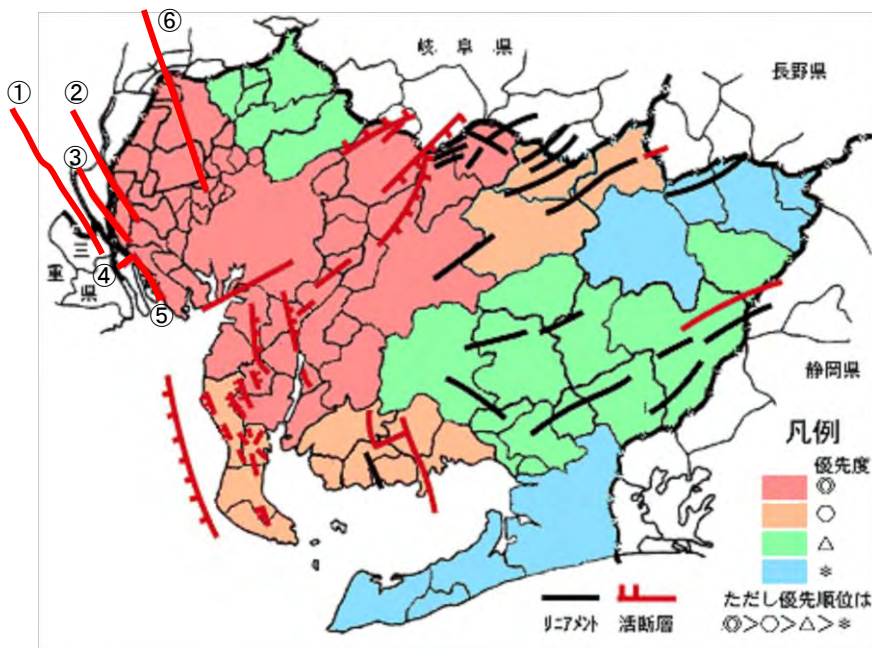 ⑥
岐阜県
長野県
①
②
③
三
重
県
④
⑤
静岡県
凡例
優先度
◎
○
△
＊
リニアメント
活断層
ただし優先順位は
◎>○>△>＊